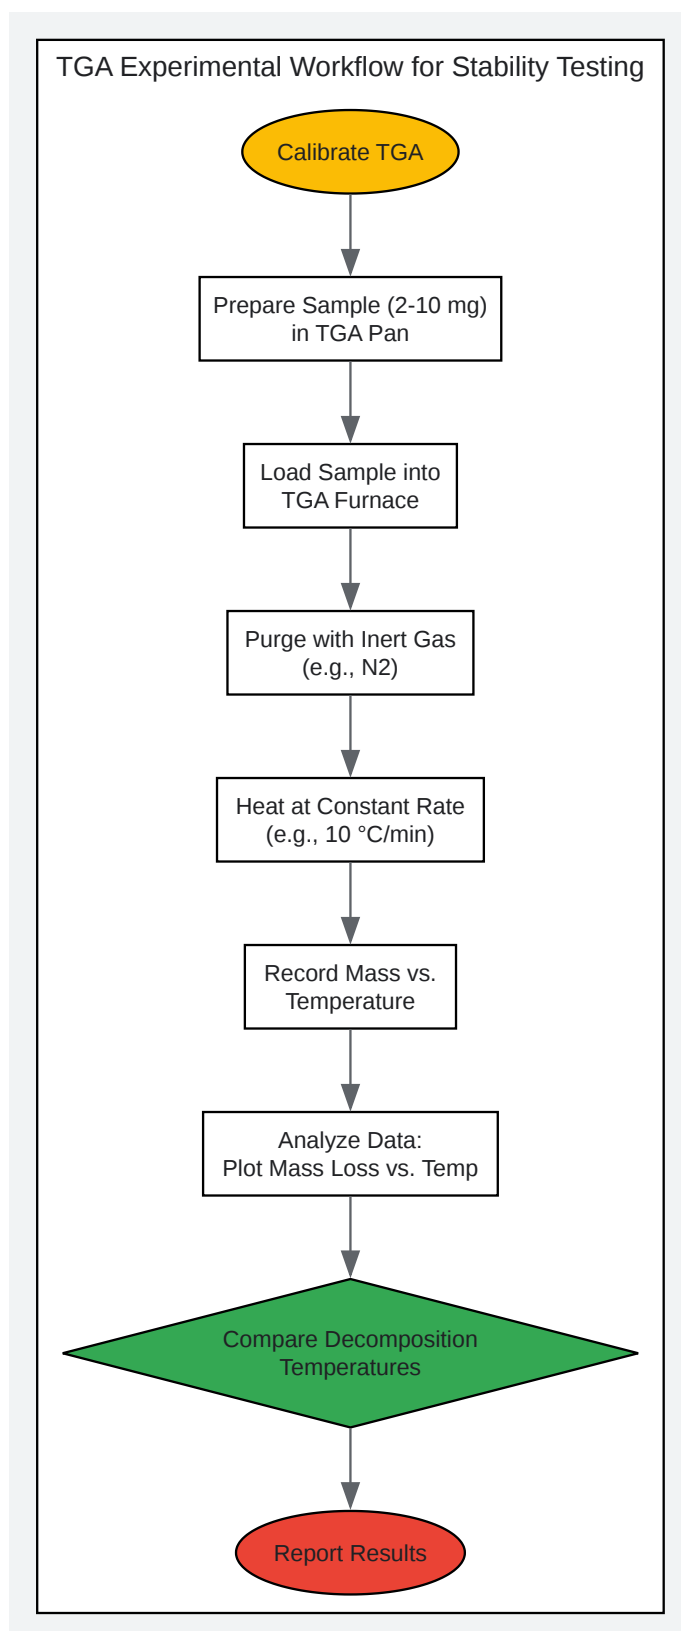 TGA Experimental Workflow for Stability Testing
Calibrate TGA
Prepare Sample (2-10 mg)
in TGA Pan
Load Sample into
TGA Furnace
Purge with Inert Gas
(e.g., N2)
Heat at Constant Rate
(e.g., 10 °C/min)
Record Mass vs.
Temperature
Analyze Data:
Plot Mass Loss vs. Temp
Compare Decomposition
Temperatures
Report Results